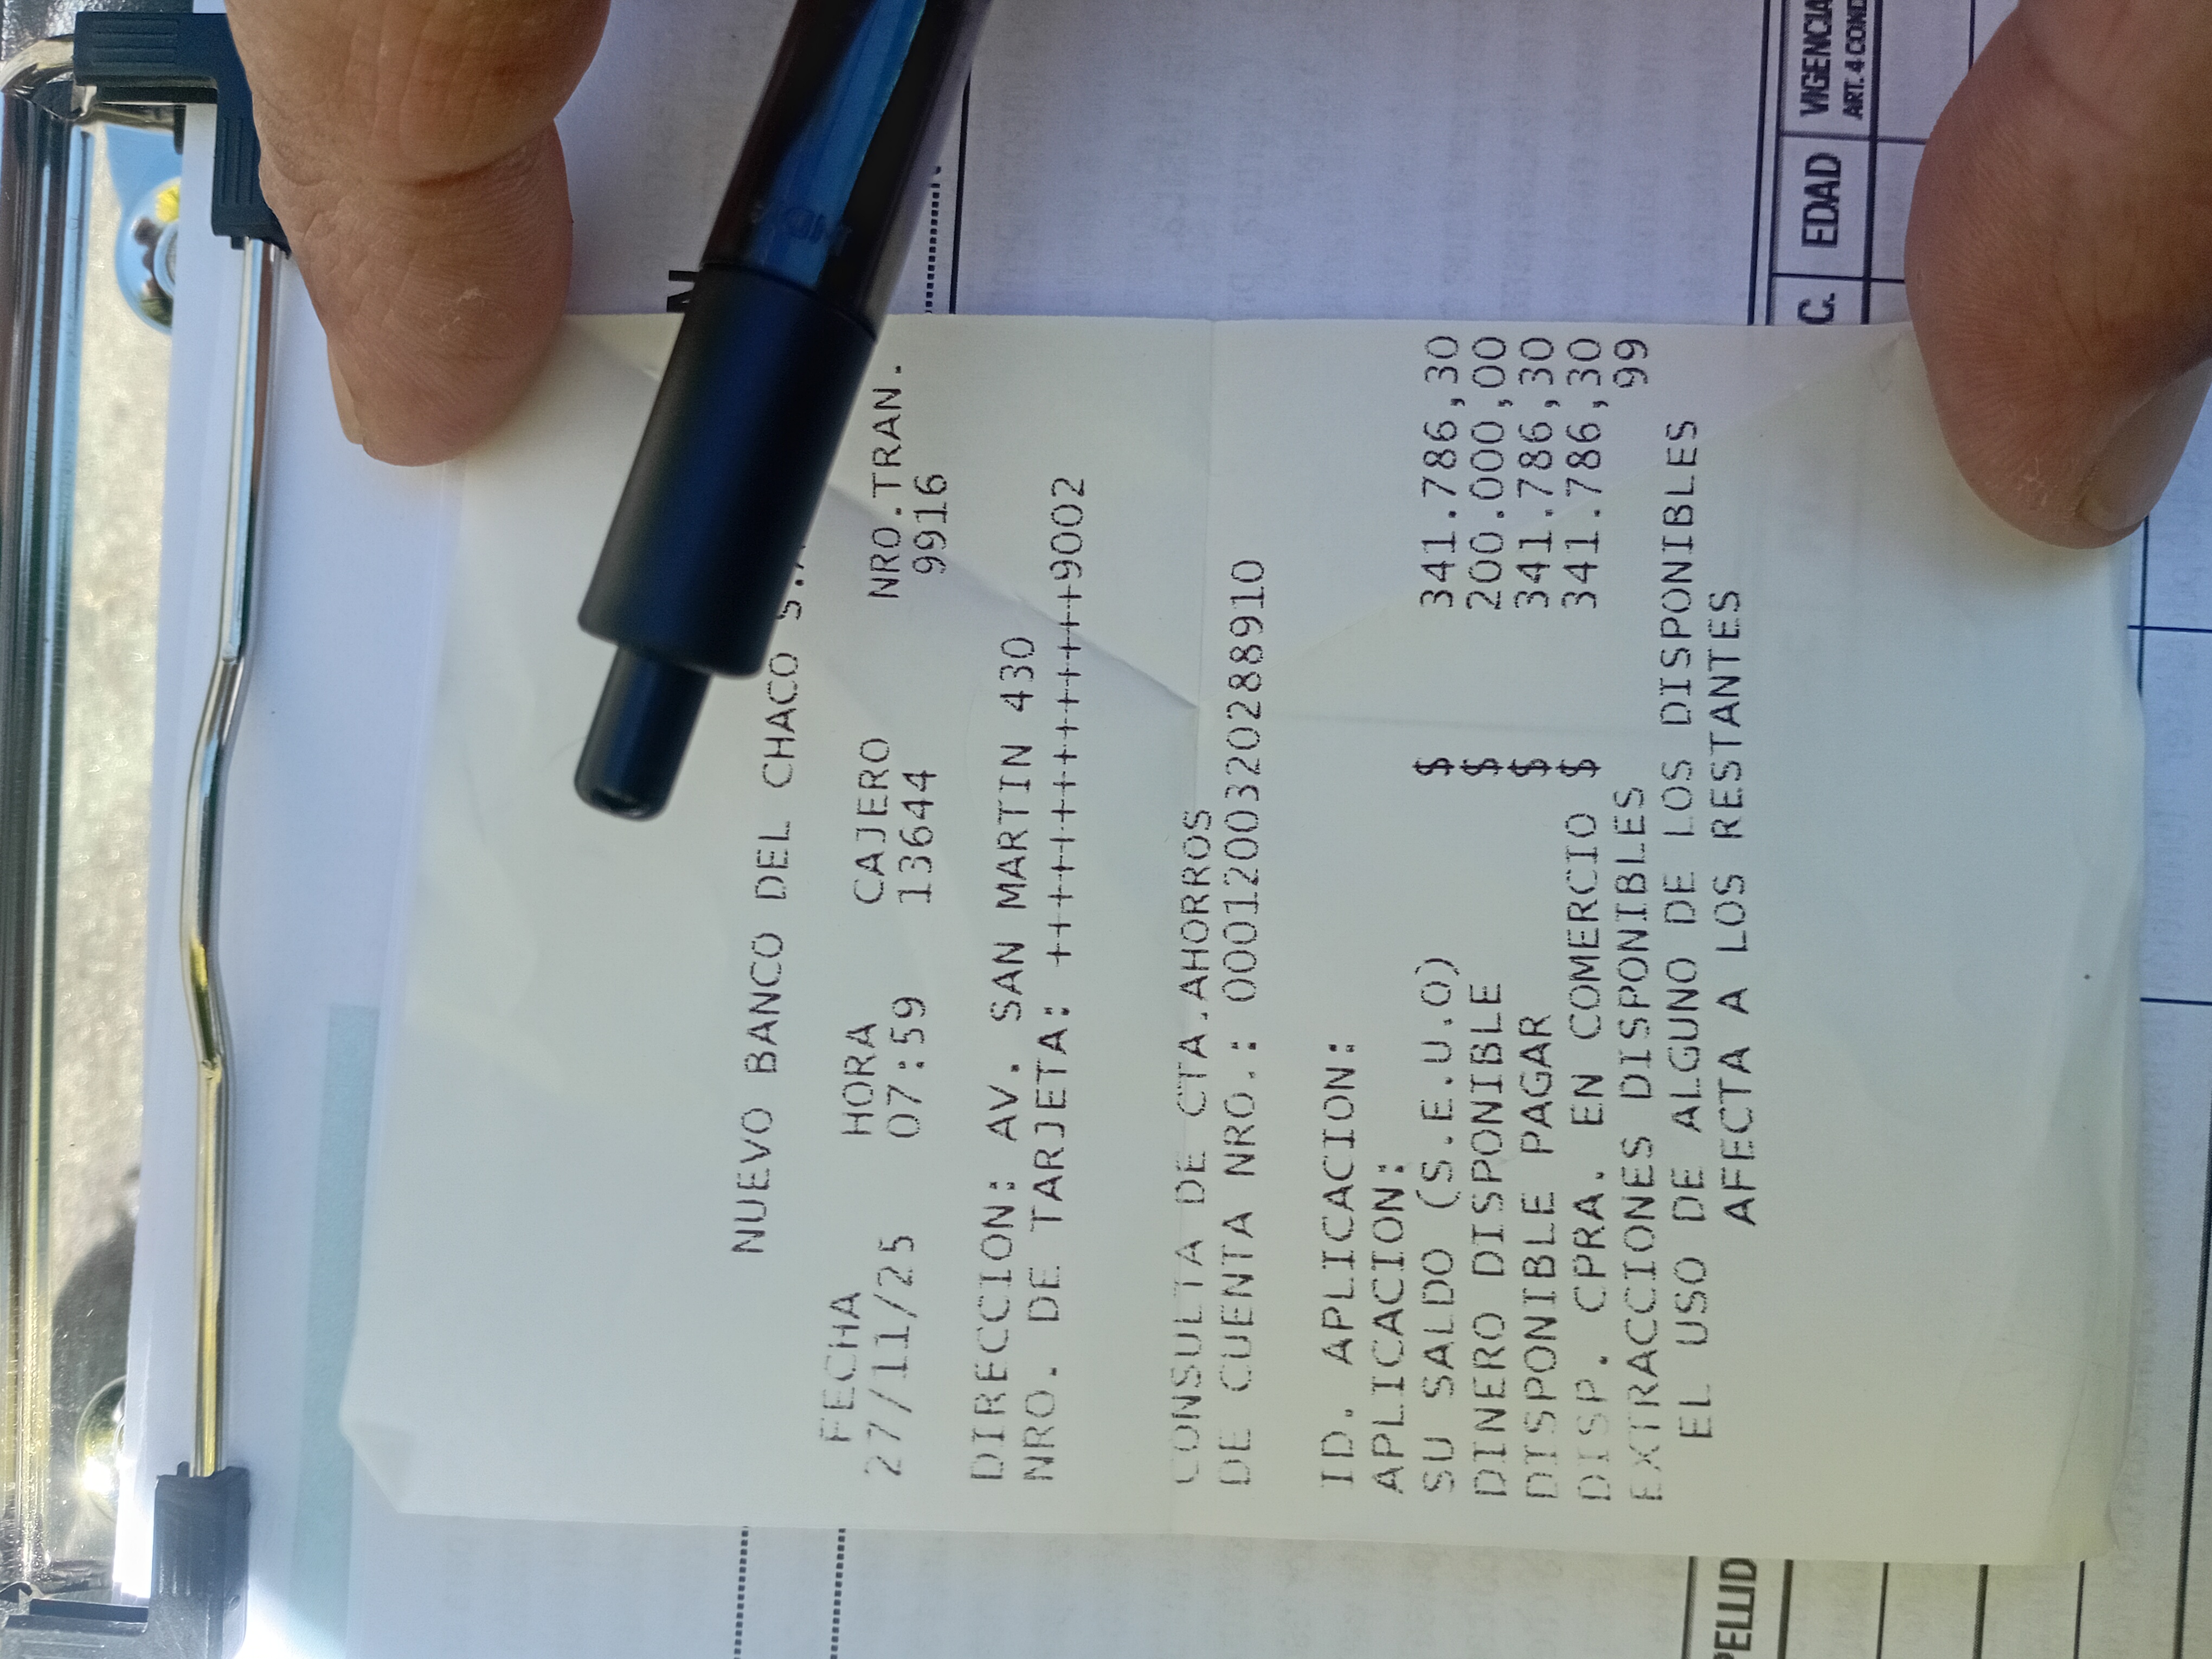 NUEVO BANCO DEL CHACO
FECHA HORA CAJERO NRO.TRAN.
27/11/25 07:59 13644 9916
DIRECCION: AV. SAN MARTIN 430
NRO. DE TARJETA: +++++++++++++++9002
CONSULTA DE CTA.AHORROS
DE CUENTA NRO.: 0001200320288910
ID. APLICACION:
APLICACION:
SU SALDO (S.E.U.O) $ 341.786,30
DINERO DISPONIBLE $ 200.000,00
DISPONIBLE PAGAR $ 341.786,30
DISP. CPRA. EN COMERCIO $ 341.786,30
EXTRACCIONES DISPONIBLES 99
EL USO DE ALGUNO DE LOS DISPONIBLES
AFECTA A LOS RESTANTES
C. EDAD VIGENCIA